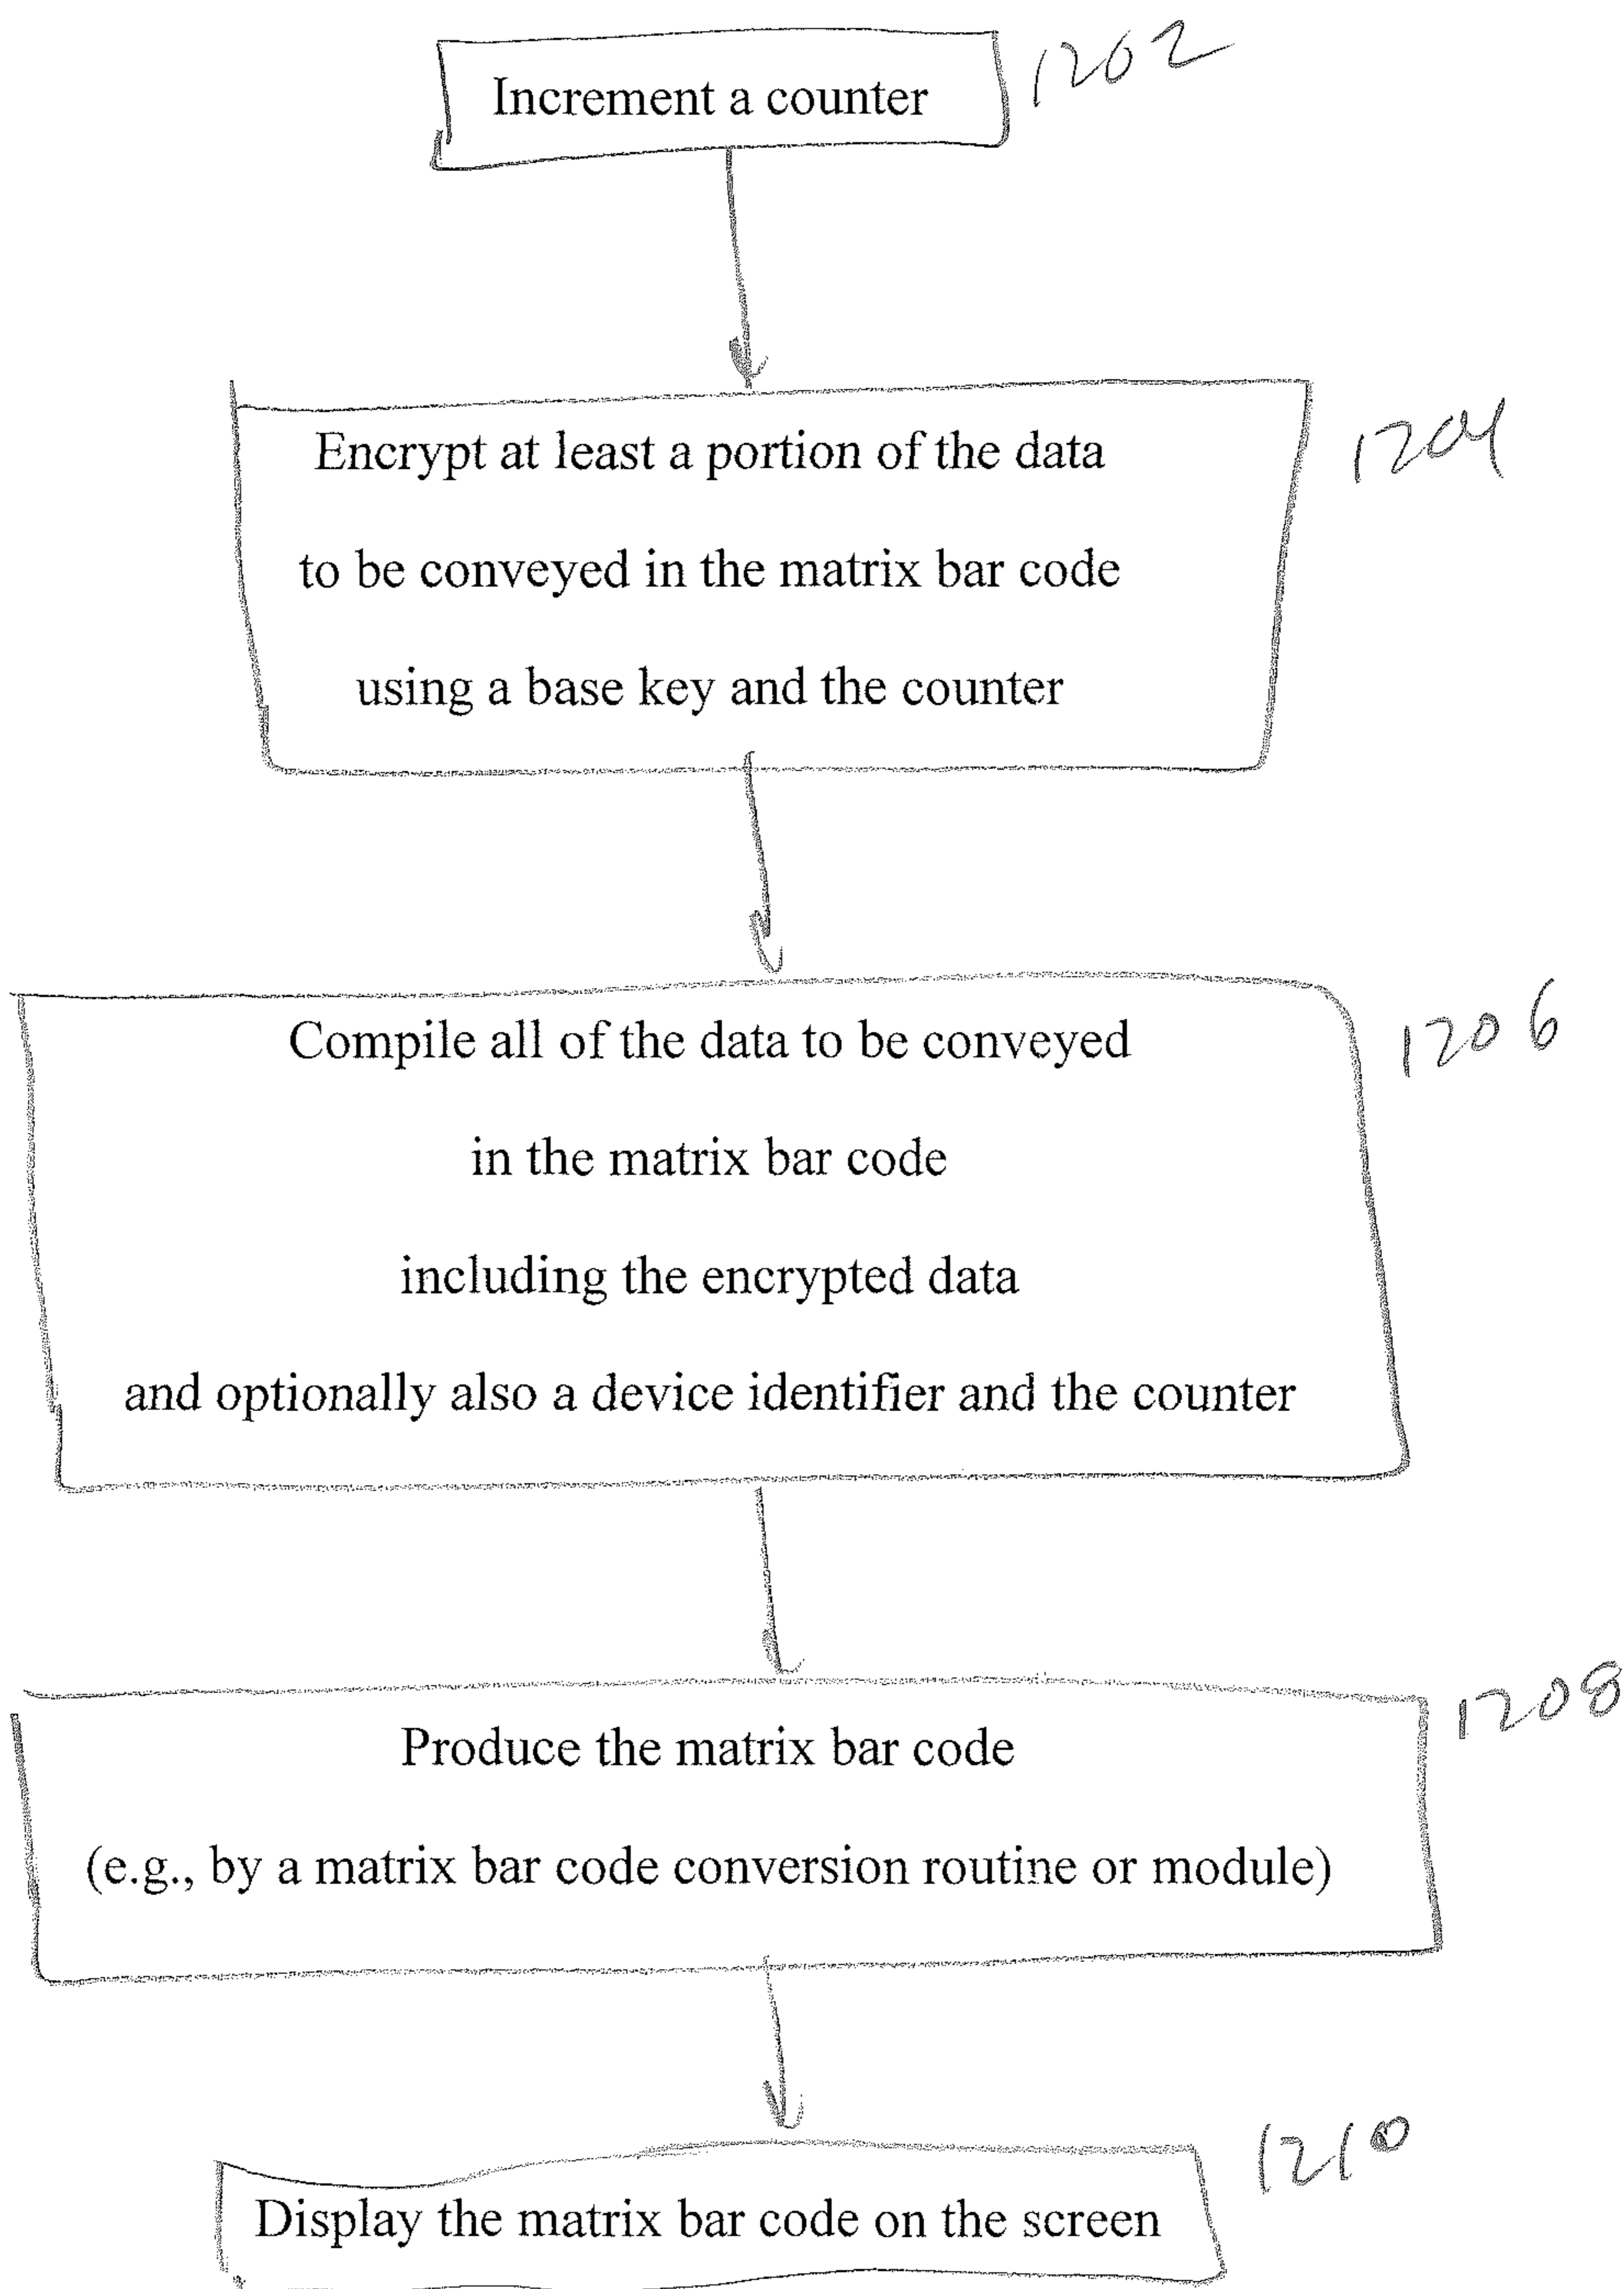 Increment a counter
1202
Encrypt at least a portion of the data
1204
to be conveyed in the matrix bar code
using a base key and the counter
Compile all of the data to be conveyed
1206
in the matrix bar code
including the encrypted data
and optionally also a device identifier and the counter
1208
Produce the matrix bar code
(e.g., by a matrix bar code conversion routine or module)
1210
Display the matrix bar code on the screen